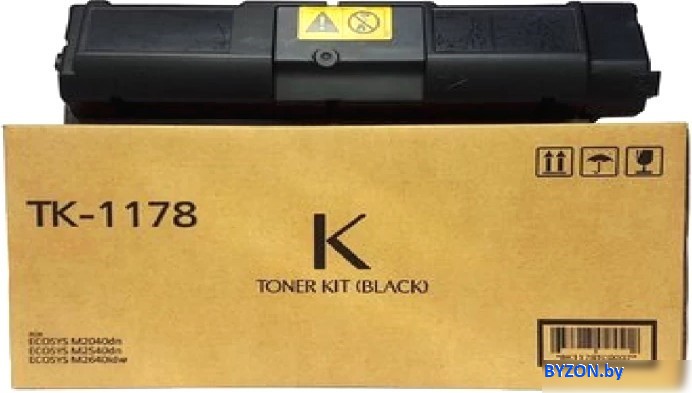 TK-1178
K
TONER KIT (BLACK)
ECOSYS M2040dn
ECOSYS M2540dn
ECOSYS M2640idw
BYZON.by